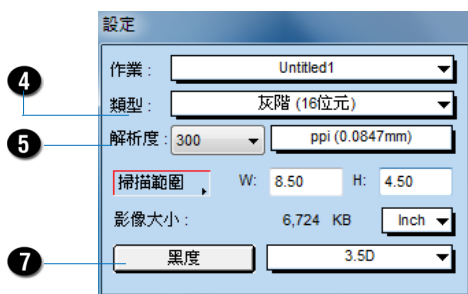 設定
作業 : Untitled1
4 類型 : 灰階 (16位元)
5 解析度 : 300 ppi (0.0847mm)
掃描範圍 W: 8.50 H: 4.50
影像大小 : 6,724 KB Inch
7 黑度 3.5D